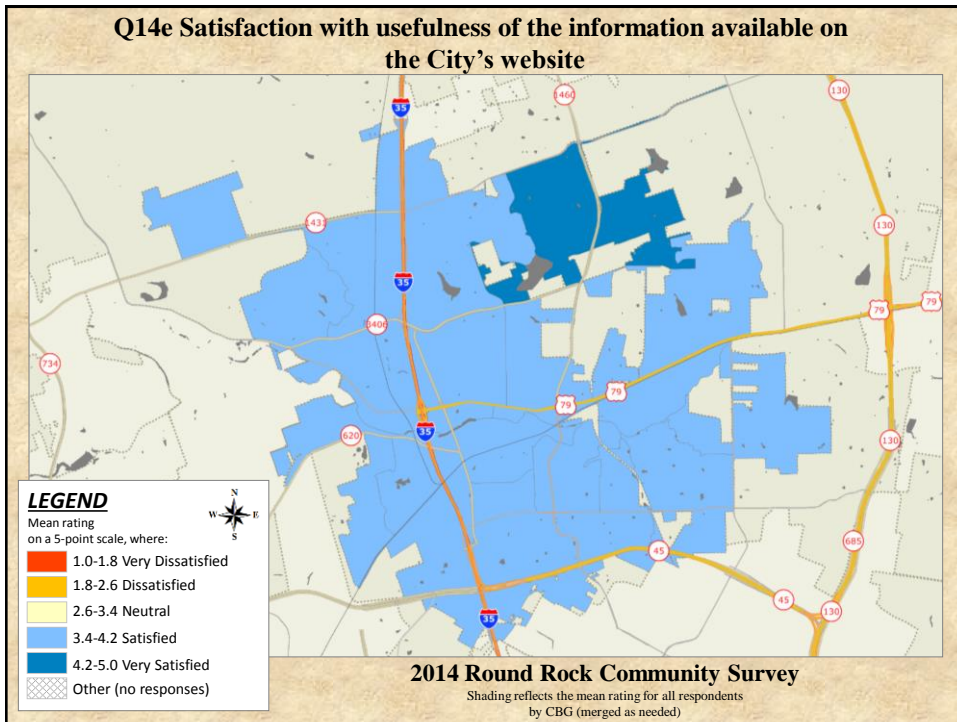 Q14e Satisfaction with usefulness of the information available on
the City's website
35
1460
130
1431
130
35
79
79
3406
734
79
79
35
620
130
45
685
45
130
35
LEGEND
Mean rating
on a 5-point scale, where:
N
W
E
S
1.0-1.8 Very Dissatisfied
1.8-2.6 Dissatisfied
2.6-3.4 Neutral
3.4-4.2 Satisfied
4.2-5.0 Very Satisfied
Other (no responses)
2014 Round Rock Community Survey
Shading reflects the mean rating for all respondents
by CBG (merged as needed)